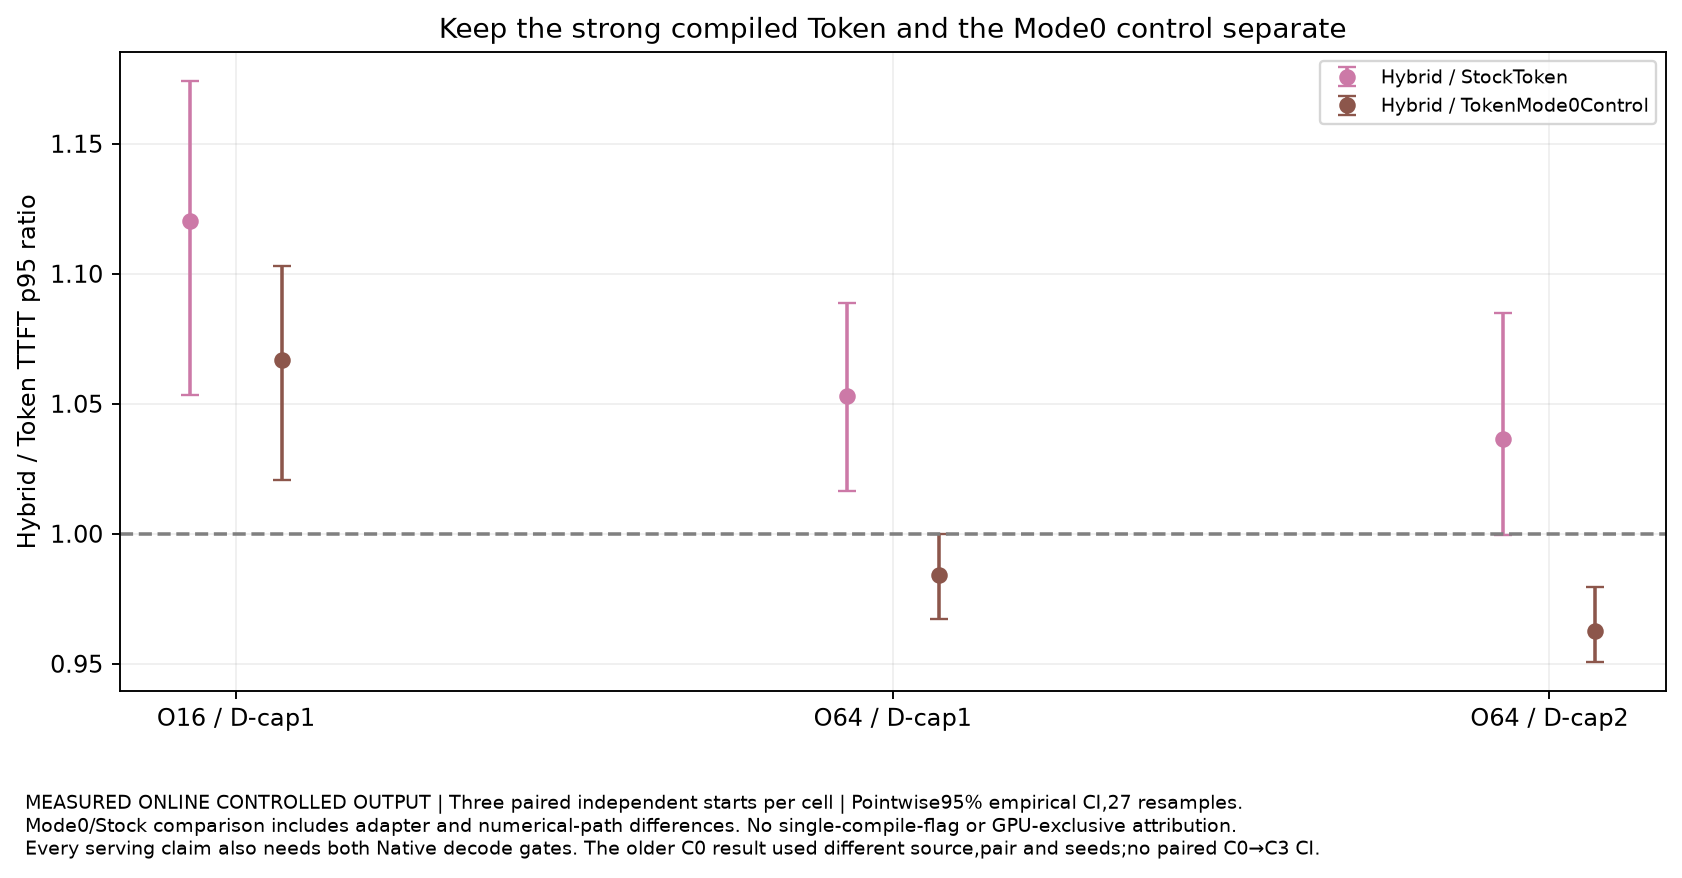 Keep the strong compiled Token and the Mode0 control separate
Hybrid / StockToken
Hybrid / TokenMode0Control
Hybrid / Token TTFT p95 ratio
1.15
1.10
1.05
1.00
0.95
O16 / D-cap1
O64 / D-cap1
O64 / D-cap2
MEASURED ONLINE CONTROLLED OUTPUT | Three paired independent starts per cell | Pointwise95% empirical CI,27 resamples.
Mode0/Stock comparison includes adapter and numerical-path differences. No single-compile-flag or GPU-exclusive attribution.
Every serving claim also needs both Native decode gates. The older C0 result used different source,pair and seeds;no paired C0→C3 CI.